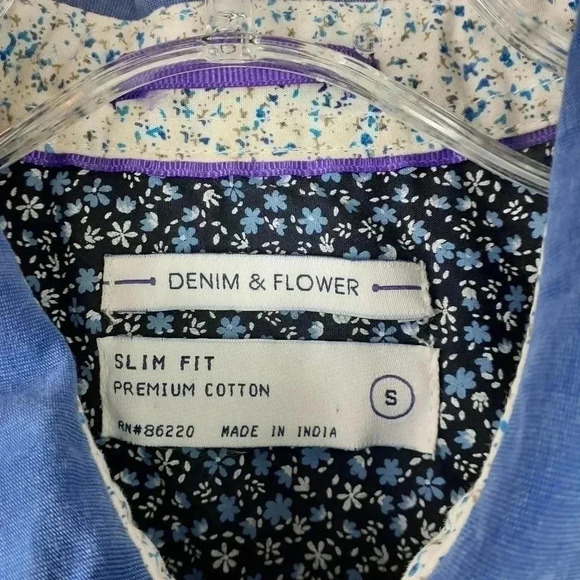 DENIM & FLOWER
SLIM FIT
PREMIUM COTTON
S
RN#86220 MADE IN INDIA